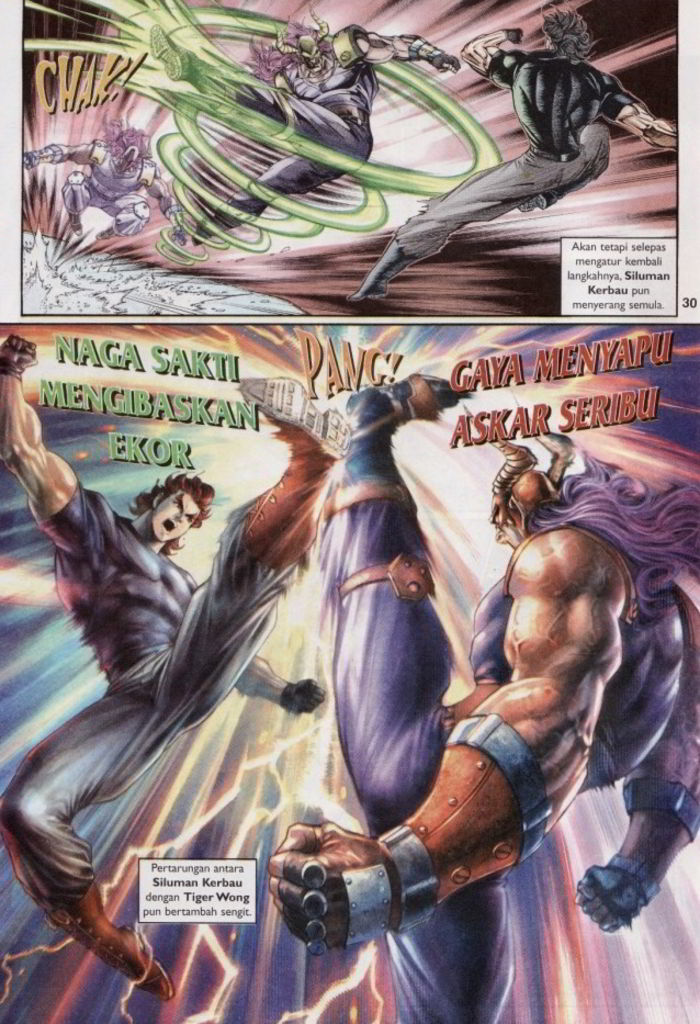 CHAK!
Akan tetapi selepas
mengatur kembali
langkahnya, Siluman
Kerbau pun
menyerang semula.
30
NAGA SAKTI
MENGIBASKAN
EKOR
PANG!
GAYA MENYAPU
ASKAR SERIBU
Pertarungan antara
Siluman Kerbau
dengan Tiger Wong
pun bertambah sengit.